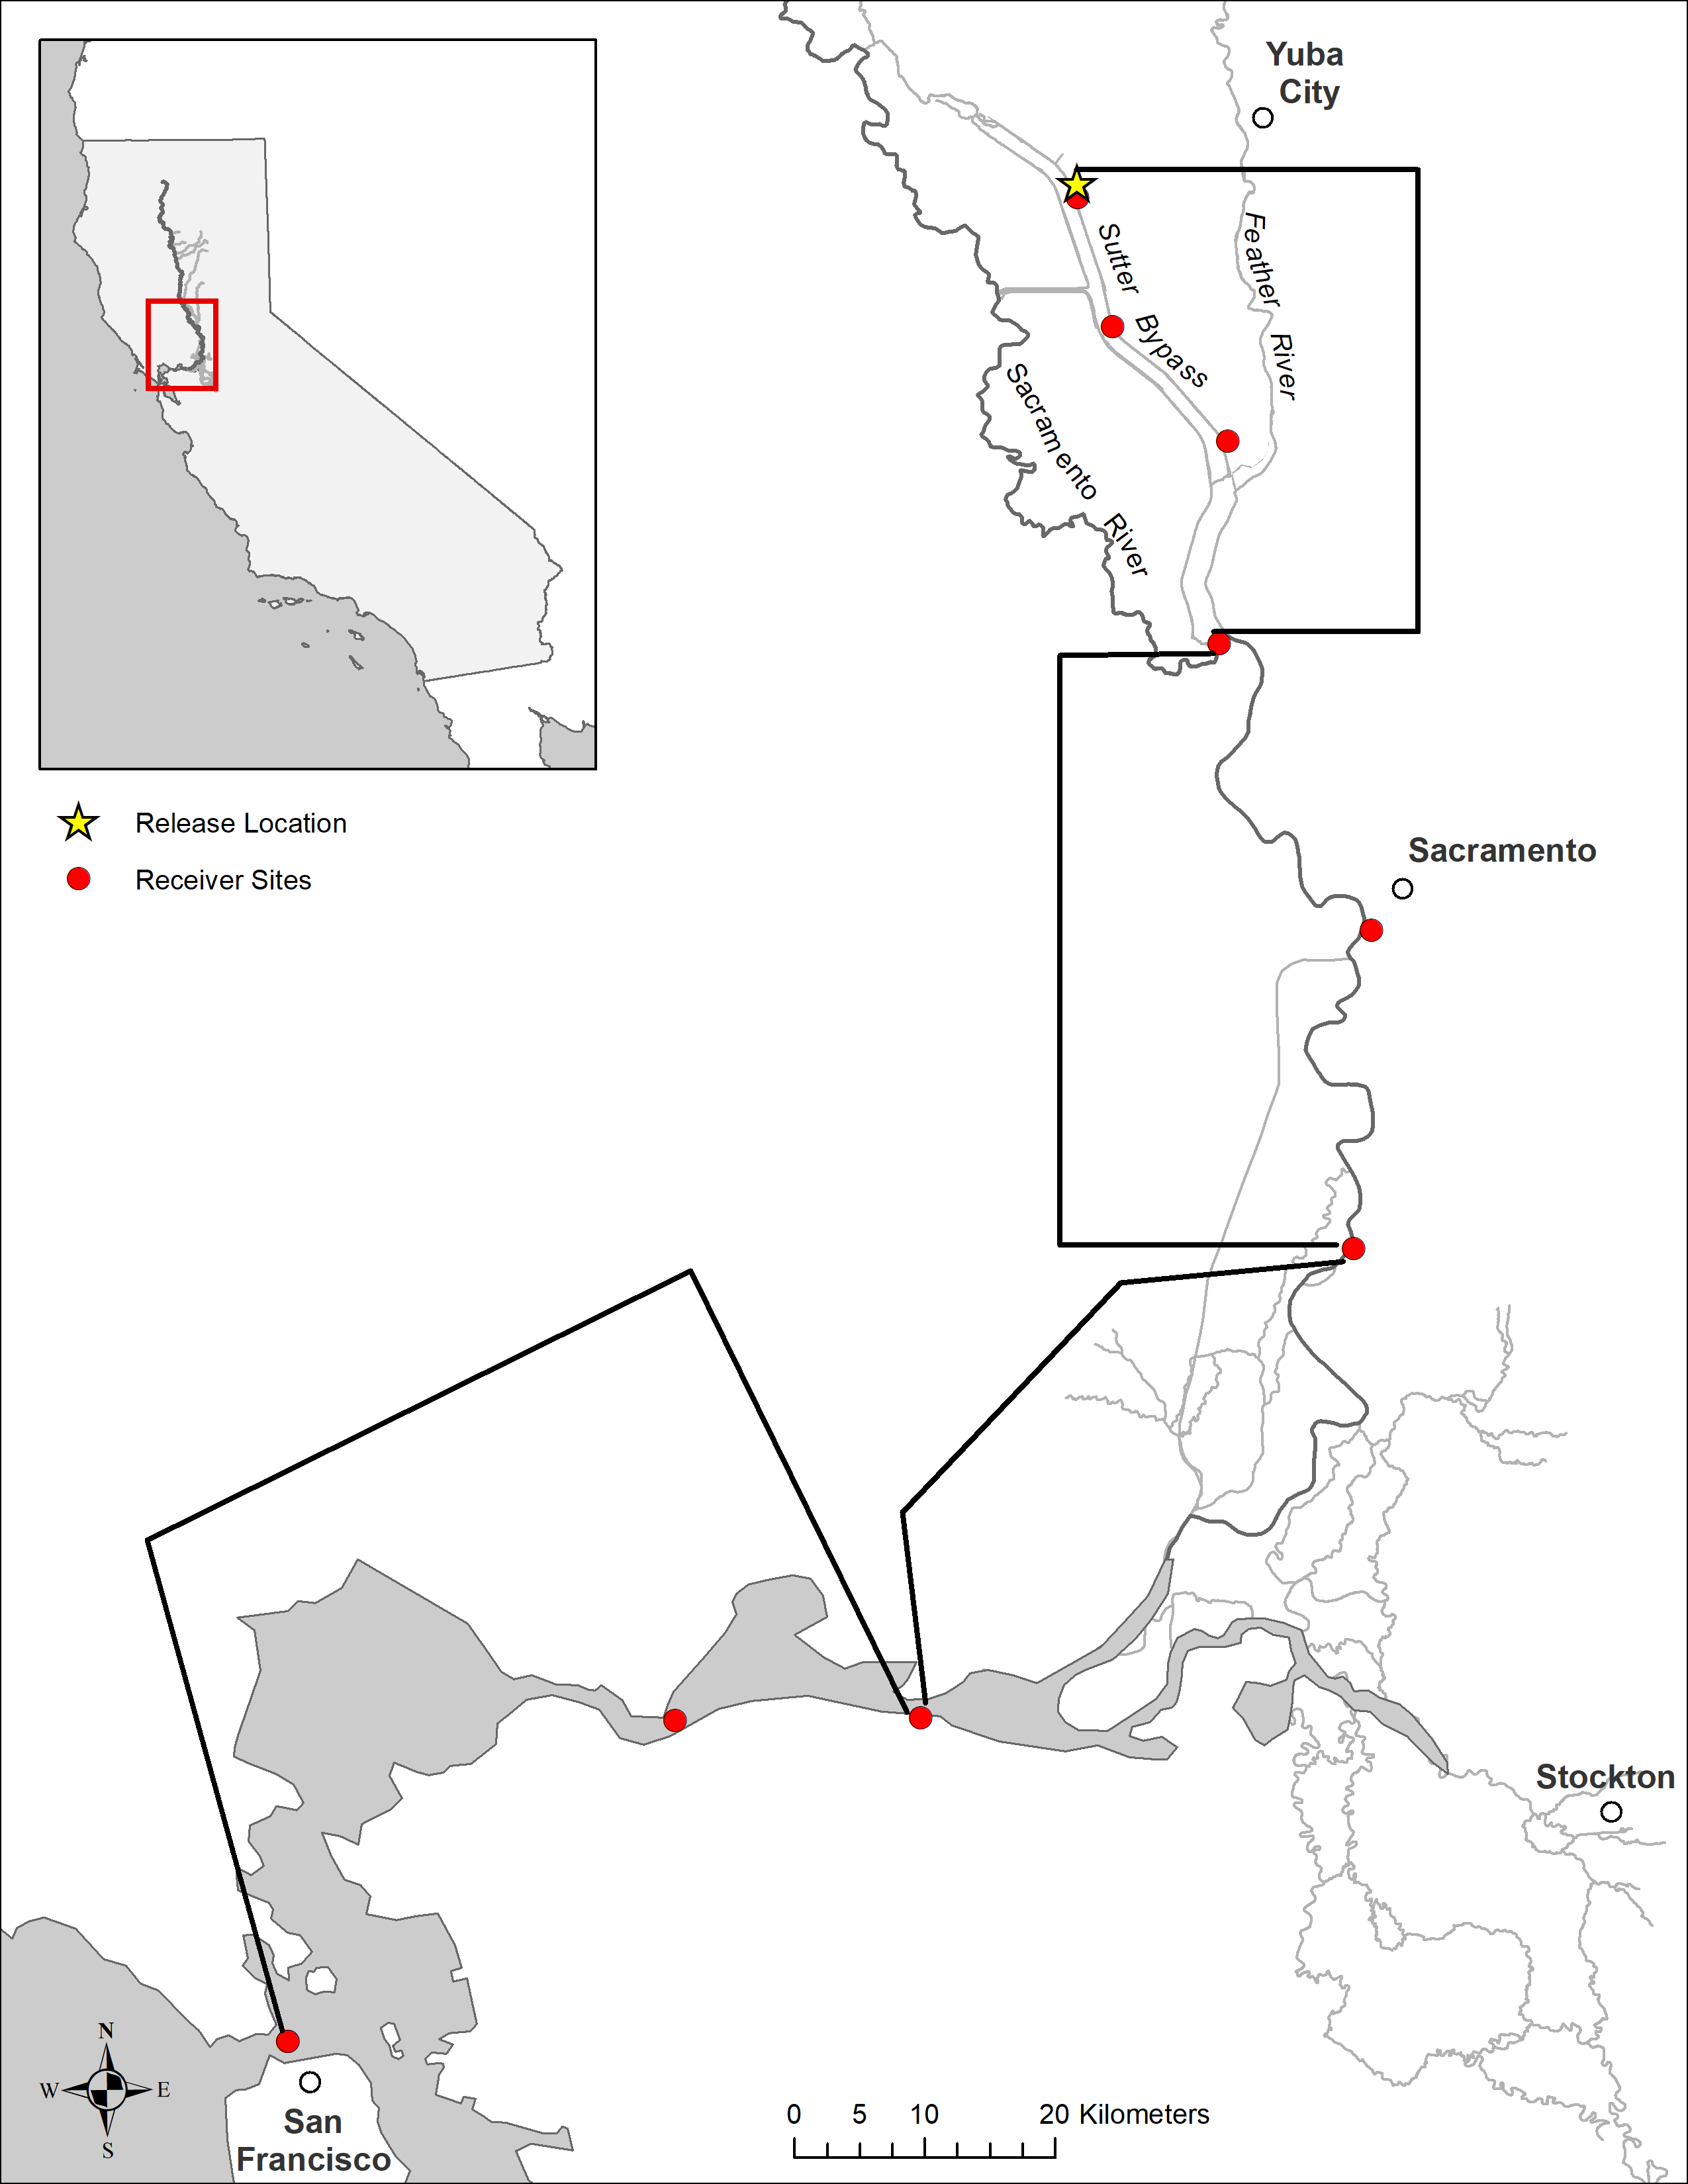 Yuba
City
Sutter
Bypass
Feather
River
Sacramento
River
Release Location
Receiver Sites
Sacramento
Stockton
N
W
E
S
San
Francisco
0 5 10 20 Kilometers